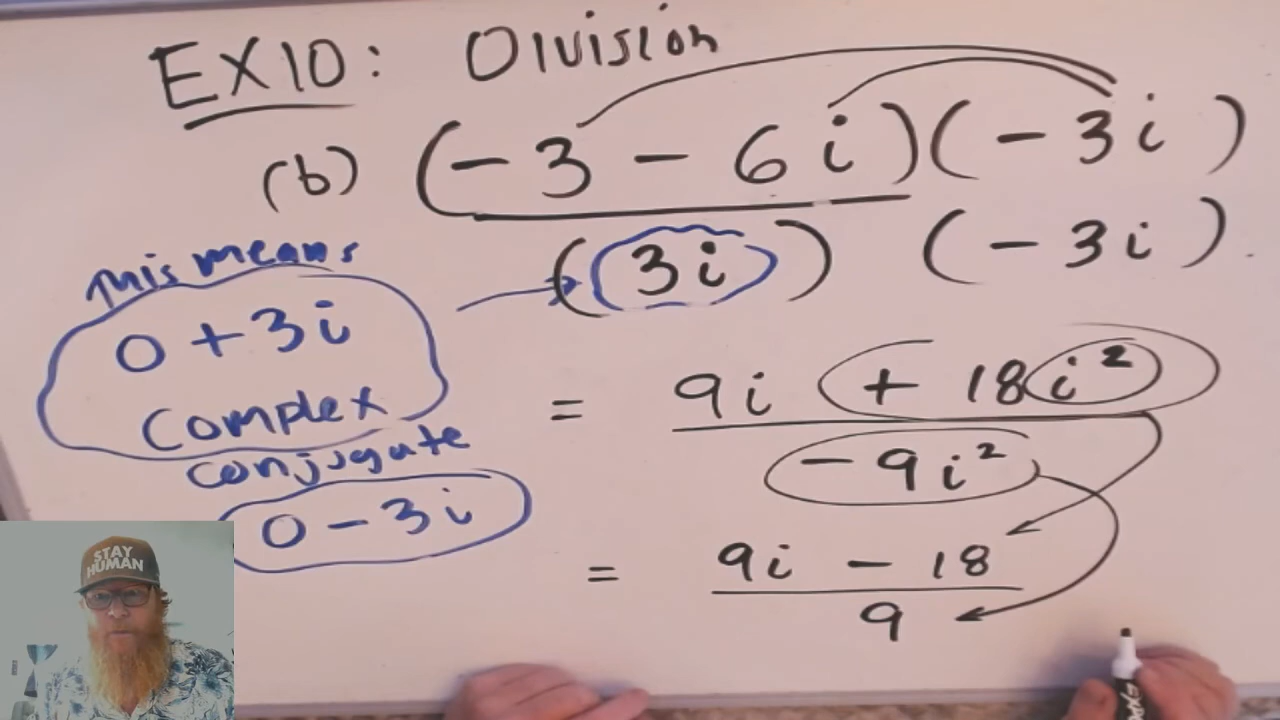 EX10: Division
(b) (-3 - 6i)(-3i)
(3i) (-3i)
this means
0 + 3i
Complex
conjugate
0 - 3i
= 9i + 18i²
-9i²
= 9i - 18
9
STAY
HUMAN
EXPO